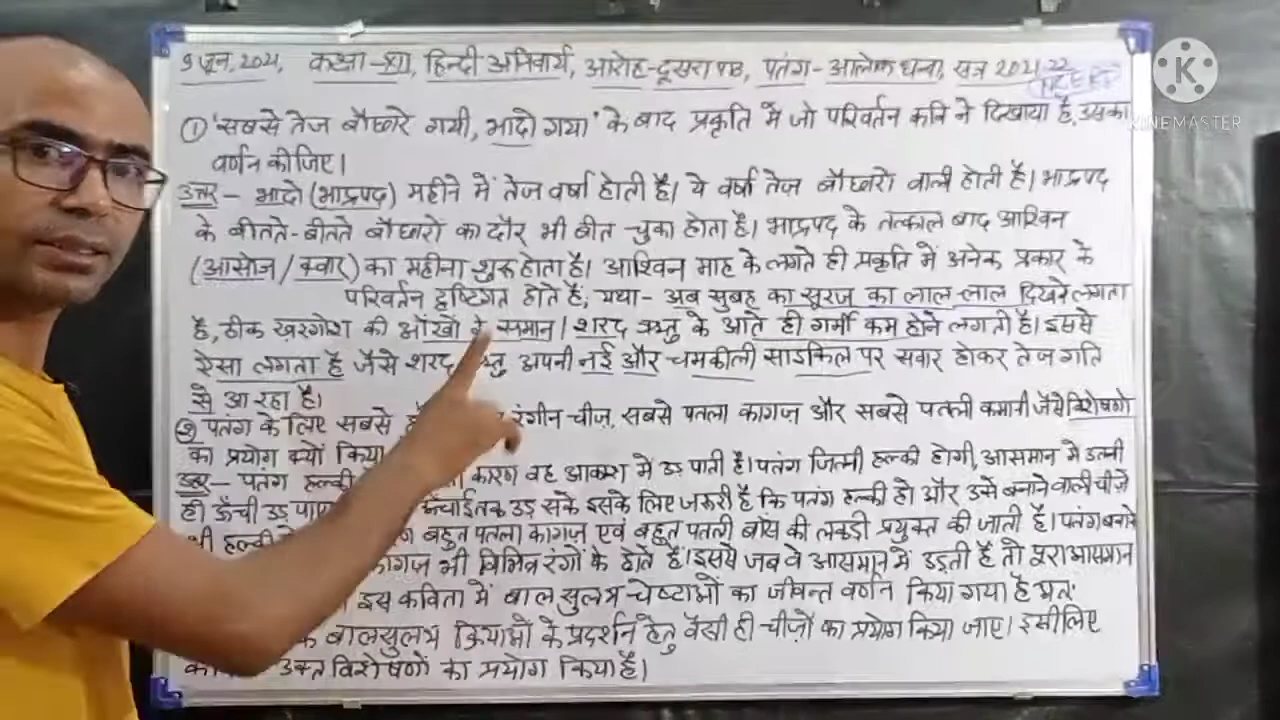 9 जून, 2021, कक्षा-XII, हिन्दी अनिवार्य, आरोह-दूसरा पाठ, पतंग-आलोक धन्वा, सत्र 2021-22
(NCERT)
① 'सबसे तेज बौछारे गयी, भादो गया' के बाद प्रकृति में जो परिवर्तन कवि ने दिखाया है, उसका
वर्णन कीजिए।
उत्तर - भादो (भाद्रपद) महीने में तेज वर्षा होती है। ये वर्षा तेज बौछारो वाली होती है। भाद्रपद
के बीतते-बीतते बौछारो का दौर भी बीत चुका होता है। भाद्रपद के तत्काल बाद आश्विन
(आसोज/क्वार) का महीना शुरू होता है। आश्विन माह के लगते ही प्रकृति में अनेक प्रकार के
परिवर्तन दृष्टिगत होते हैं, यथा- अब सुबह का सूरज का लाल-लाल दिखने लगता
है, ठीक खरगोश की आँखों के समान। शरद ऋतु के आते ही गर्मी कम होने लगती है। इससे
ऐसा लगता है जैसे शरद ऋतु अपनी नई और चमकीली साइकिल पर सवार होकर तेज गति
से आ रहा है।
② पतंग के लिए सबसे रंगीन चीज़, सबसे पतला कागज़ और सबसे पतली कमानी जैसे विशेषणो
का प्रयोग क्यों किया
उत्तर - पतंग हल्की कारण वह आकाश में उड़ पाती है। पतंग जितनी हल्की होगी, आसमान में उतनी
ही ऊँची उड़ ऊँचाई तक उड़ सके इसके लिए जरूरी है कि पतंग हल्की हो और उसे बनाने वाली चीजे
भी हल्की बहुत पतला कागज़ एवं बहुत पतली बाँस की लकडी प्रयुक्त की जाती है। पतंग बनाने
कागज़ भी विभिन्न रंगों के होते हैं। इससे जब वे आसमान में उड़ती हैं तो पूरा आसमान
इस कविता में बाल सुलभ चेष्टाओं का जीवन्त वर्णन किया गया है अतः
बालसुलभ क्रियाओं के प्रदर्शन हेतु वैसी ही चीज़ों का प्रयोग किया जाए। इसीलिए
उक्त विशेषणों का प्रयोग किया है।
KINEMASTER